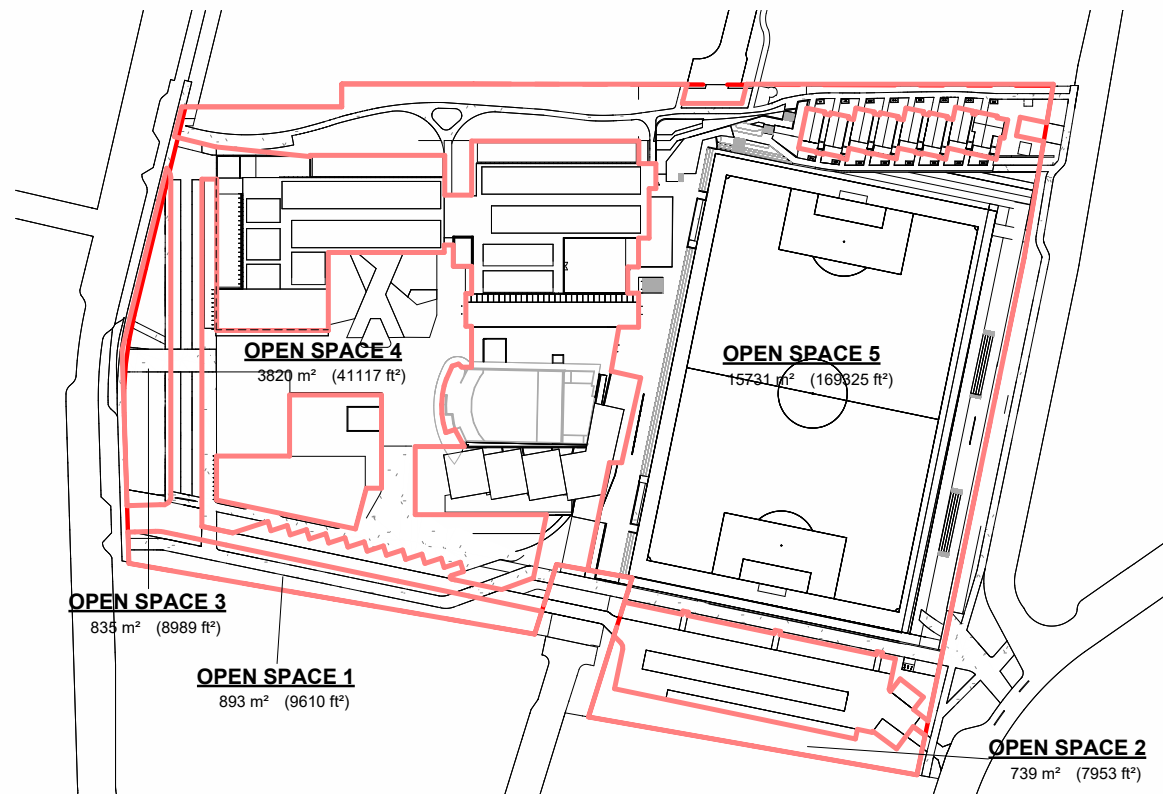 OPEN SPACE 4
3820 m² (41117 ft²)
OPEN SPACE 5
15731 m² (169325 ft²)
OPEN SPACE 3
835 m² (8989 ft²)
OPEN SPACE 1
893 m² (9610 ft²)
OPEN SPACE 2
739 m² (7953 ft²)